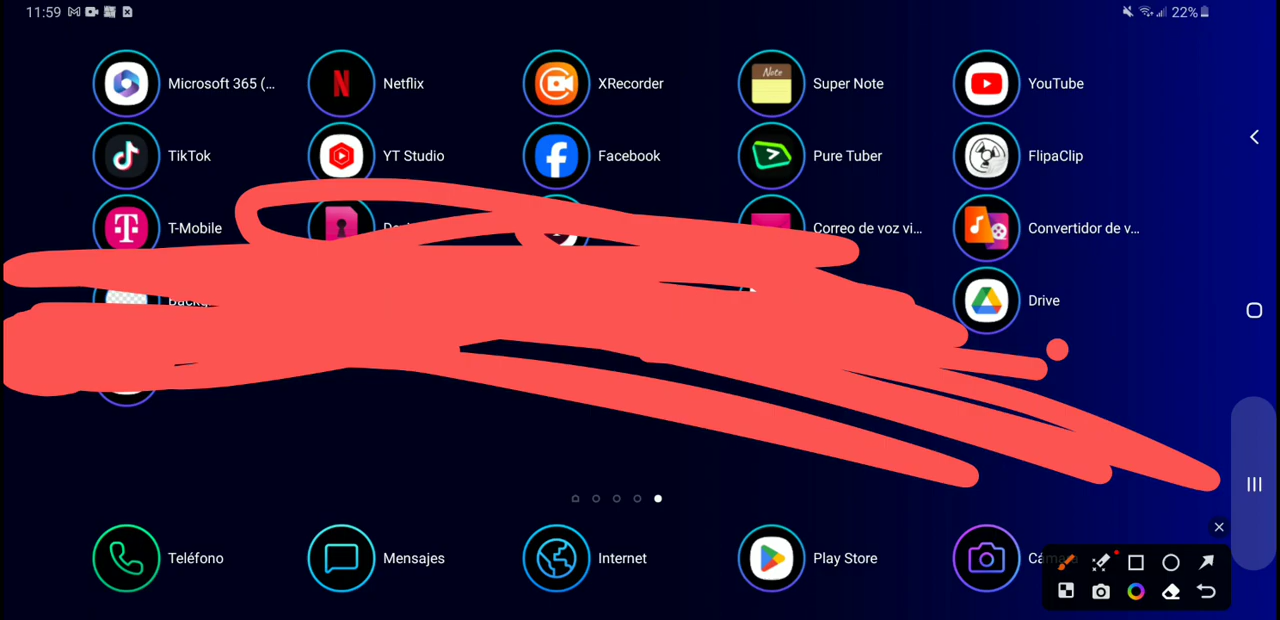 11:59 22%
Microsoft 365 (... Netflix XRecorder Super Note YouTube
TikTok YT Studio Facebook Pure Tuber FlipaClip
T-Mobile Correo de voz vi... Convertidor de v...
Drive
Teléfono Mensajes Internet Play Store